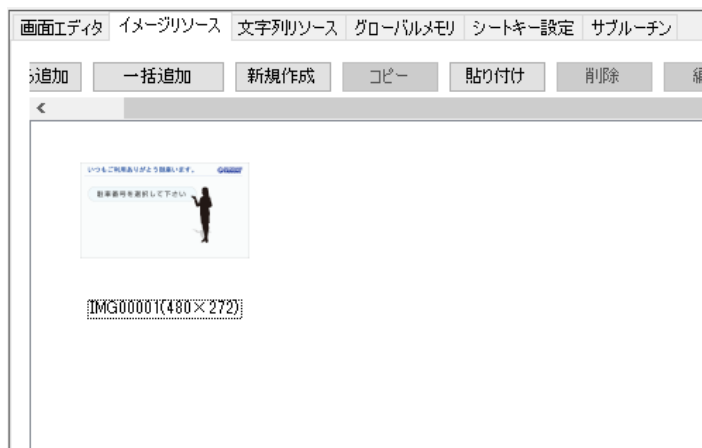 画面エディタ イメージリソース 文字列リソース グローバルメモリ シートキー設定 サブルーチン
追加 一括追加 新規作成 コピー 貼り付け 削除
いつもご利用ありがとう御座います。
駐車番号を選択して下さい
IMG00001(480×272)